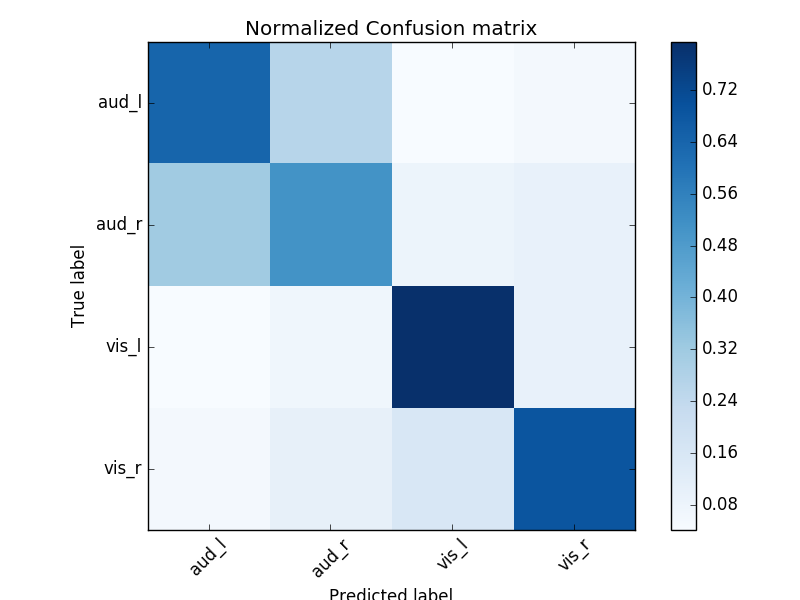 Normalized Confusion matrix
True label
aud_l
aud_r
vis_l
vis_r
aud_l
aud_r
vis_l
vis_r
Predicted label
0.72
0.64
0.56
0.48
0.40
0.32
0.24
0.16
0.08